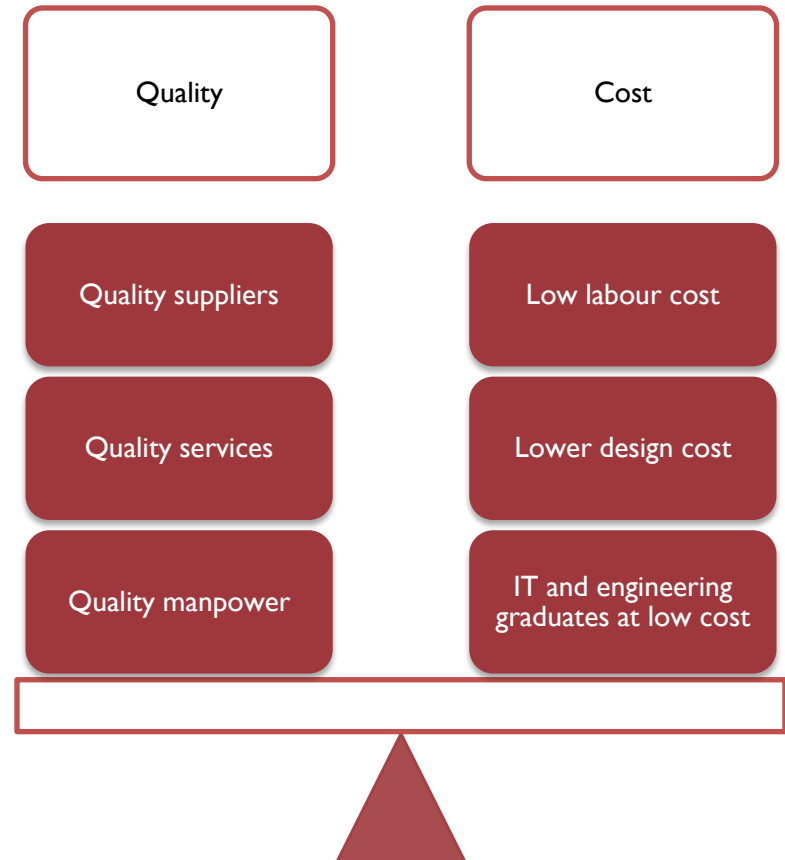 Quality
Cost
Quality suppliers
Low labour cost
Quality services
Lower design cost
Quality manpower
IT and engineering
graduates at low cost